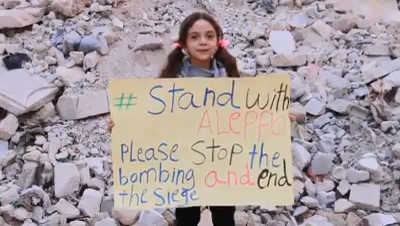 # Stand with
ALEPPO
Please Stop the
bombing and end
the Siege